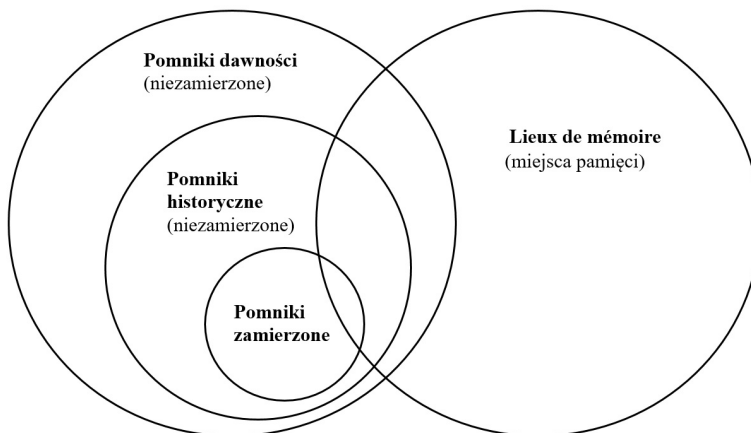 Pomniki dawności
(niezamierzone)
Lieux de mémoire
(miejsca pamięci)
Pomniki
historyczne
(niezamierzone)
Pomniki
zamierzone